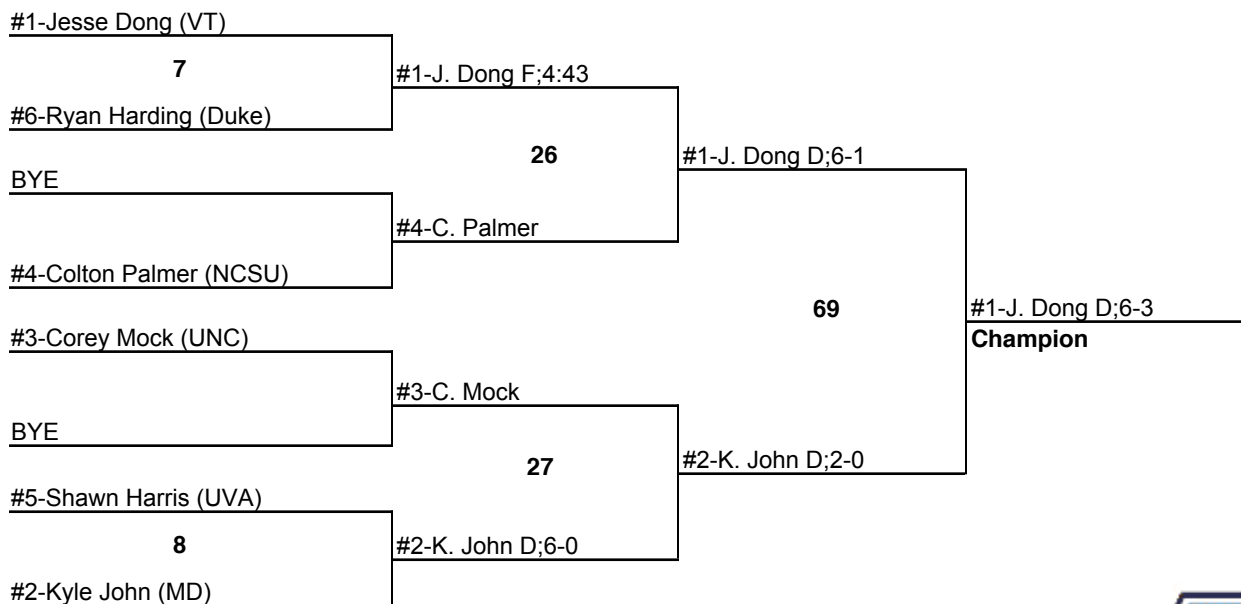 #1-Jesse Dong (VT)
7
#1-J. Dong F;4:43
#6-Ryan Harding (Duke)
26
#1-J. Dong D;6-1
BYE
#4-C. Palmer
#4-Colton Palmer (NCSU)
69
#1-J. Dong D;6-3
Champion
#3-Corey Mock (UNC)
#3-C. Mock
BYE
27
#2-K. John D;2-0
#5-Shawn Harris (UVA)
8
#2-K. John D;6-0
#2-Kyle John (MD)